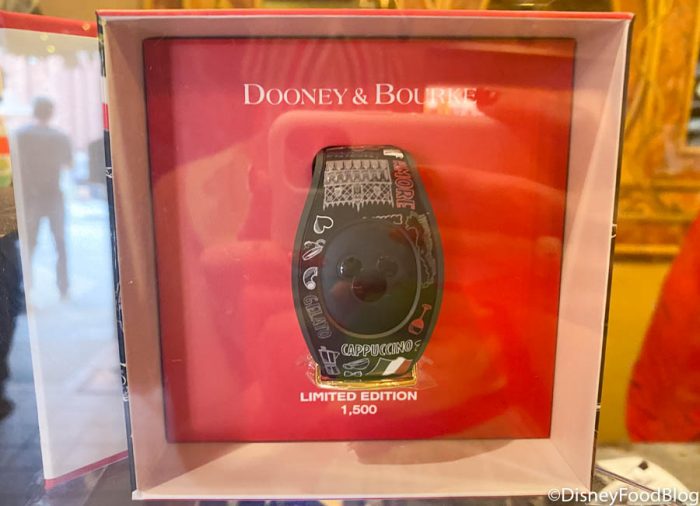 DOONEY & BOURKE
AMORE
GELATO
CAPPUCCINO
LIMITED EDITION
1,500
©DisneyFoodBlog